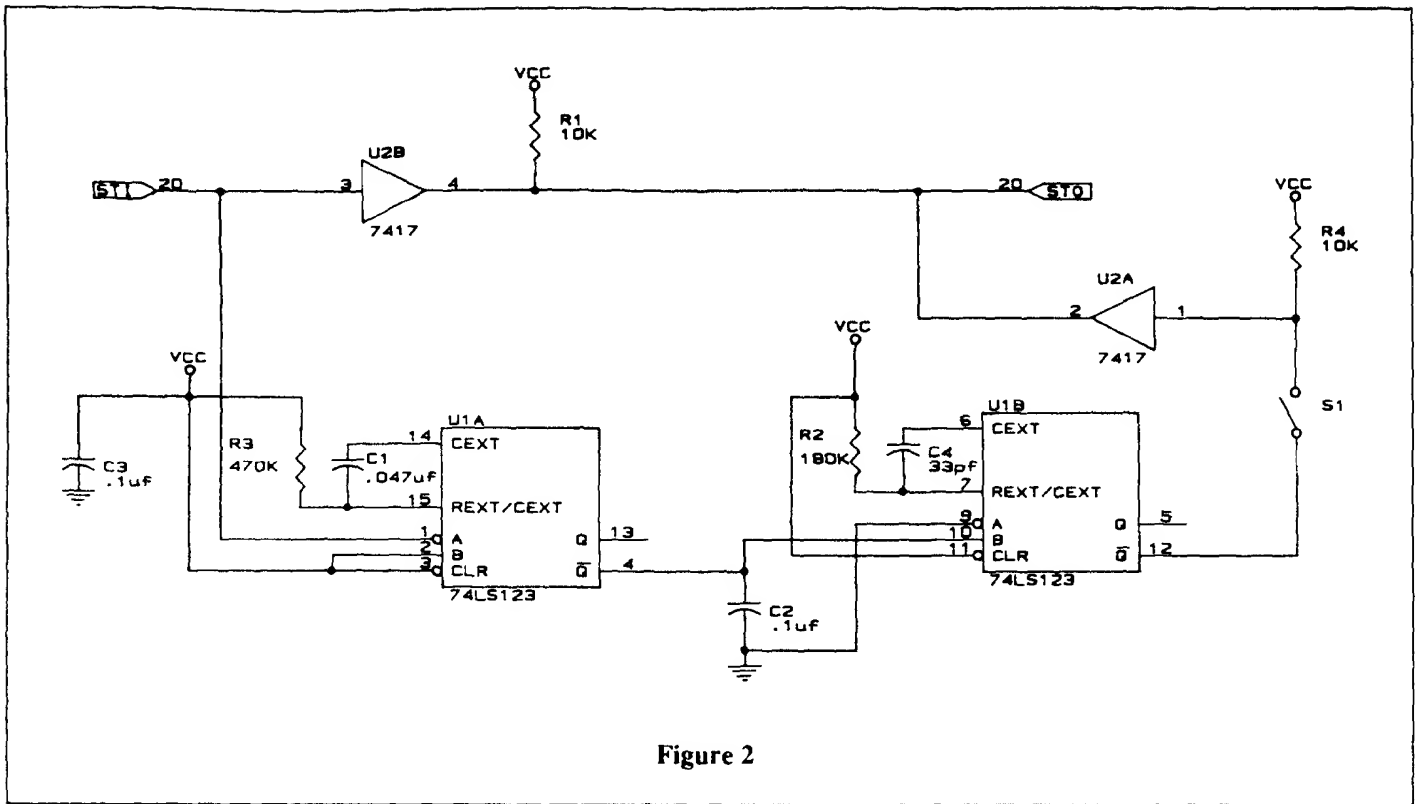 VCC
R1
10K
U2B
STI 20
3
4
7417
20 STO
VCC
R4
10K
U2A
2
1
7417
VCC
VCC
S1
U1A
U1B
R3
470K
C3
.1uf
14 CEXT
C1
.047uf
15 REXT/CEXT
1 A
2 B
3 CLR
Q 13
Q 4
74LS123
C2
.1uf
R2
180K
6 CEXT
C4
33pf
7 REXT/CEXT
9 A
10 B
11 CLR
Q 5
Q 12
74LS123
Figure 2